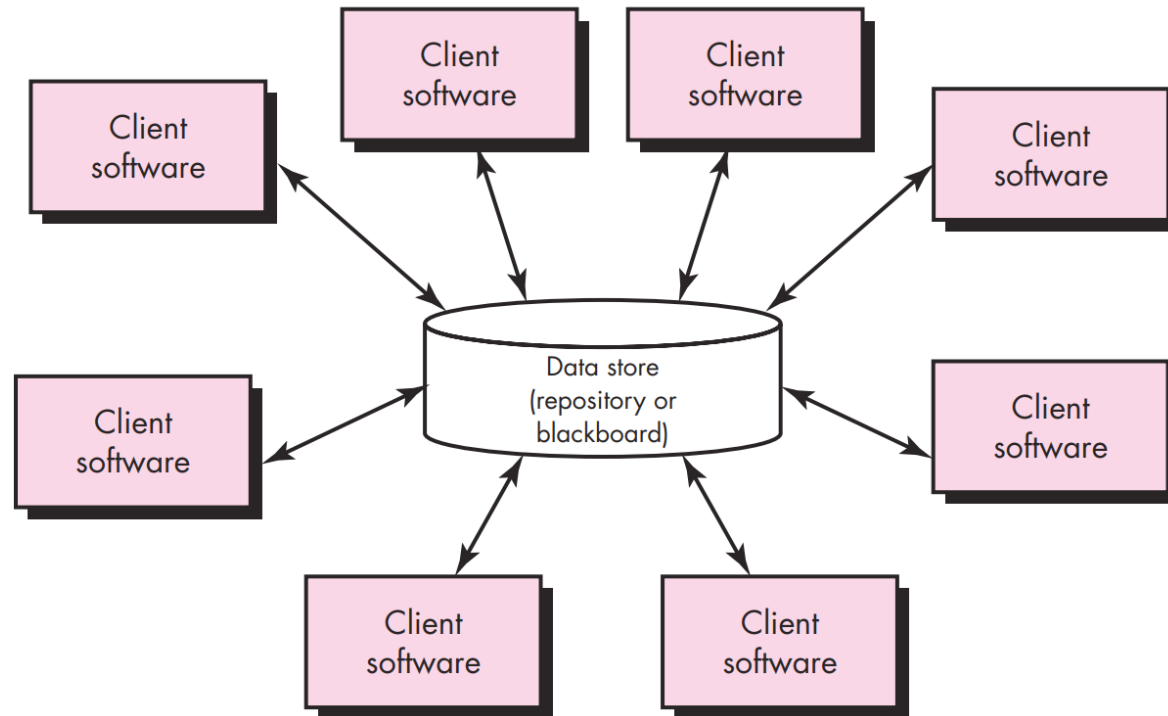 Client
software
Client
software
Client
software
Client
software
Data store
(repository or
blackboard)
Client
software
Client
software
Client
software
Client
software